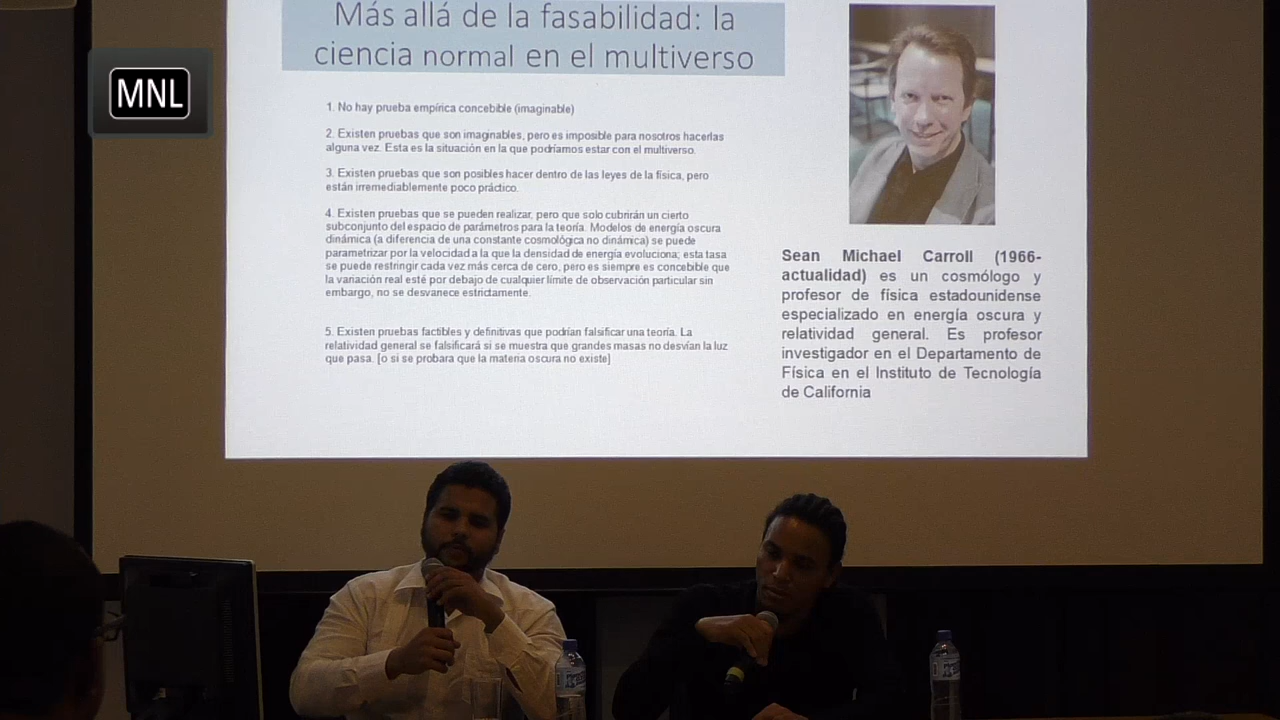 Más allá de la fasabilidad: la
ciencia normal en el multiverso
MNL
1. No hay prueba empírica concebible (imaginable)
2. Existen pruebas que son imaginables, pero es imposible para nosotros hacerlas
alguna vez. Esta es la situación en la que podríamos estar con el multiverso.
3. Existen pruebas que son posibles hacer dentro de las leyes de la física, pero
están irremediablemente poco práctico.
4. Existen pruebas que se pueden realizar, pero que solo cubrirán un cierto
subconjunto del espacio de parámetros para la teoría. Modelos de energía oscura
dinámica (a diferencia de una constante cosmológica no dinámica) se puede
parametrizar por la velocidad a la que la densidad de energía evoluciona; esta tasa
se puede restringir cada vez más cerca de cero, pero es siempre es concebible que
la variación real esté por debajo de cualquier límite de observación particular sin
embargo, no se desvanece estrictamente.
5. Existen pruebas factibles y definitivas que podrían falsificar una teoría. La
relatividad general se falsificará si se muestra que grandes masas no desvían la luz
que pasa. [o si se probara que la materia oscura no existe]
Sean Michael Carroll (1966-
actualidad) es un cosmólogo y
profesor de física estadounidense
especializado en energía oscura y
relatividad general. Es profesor
investigador en el Departamento de
Física en el Instituto de Tecnología
de California